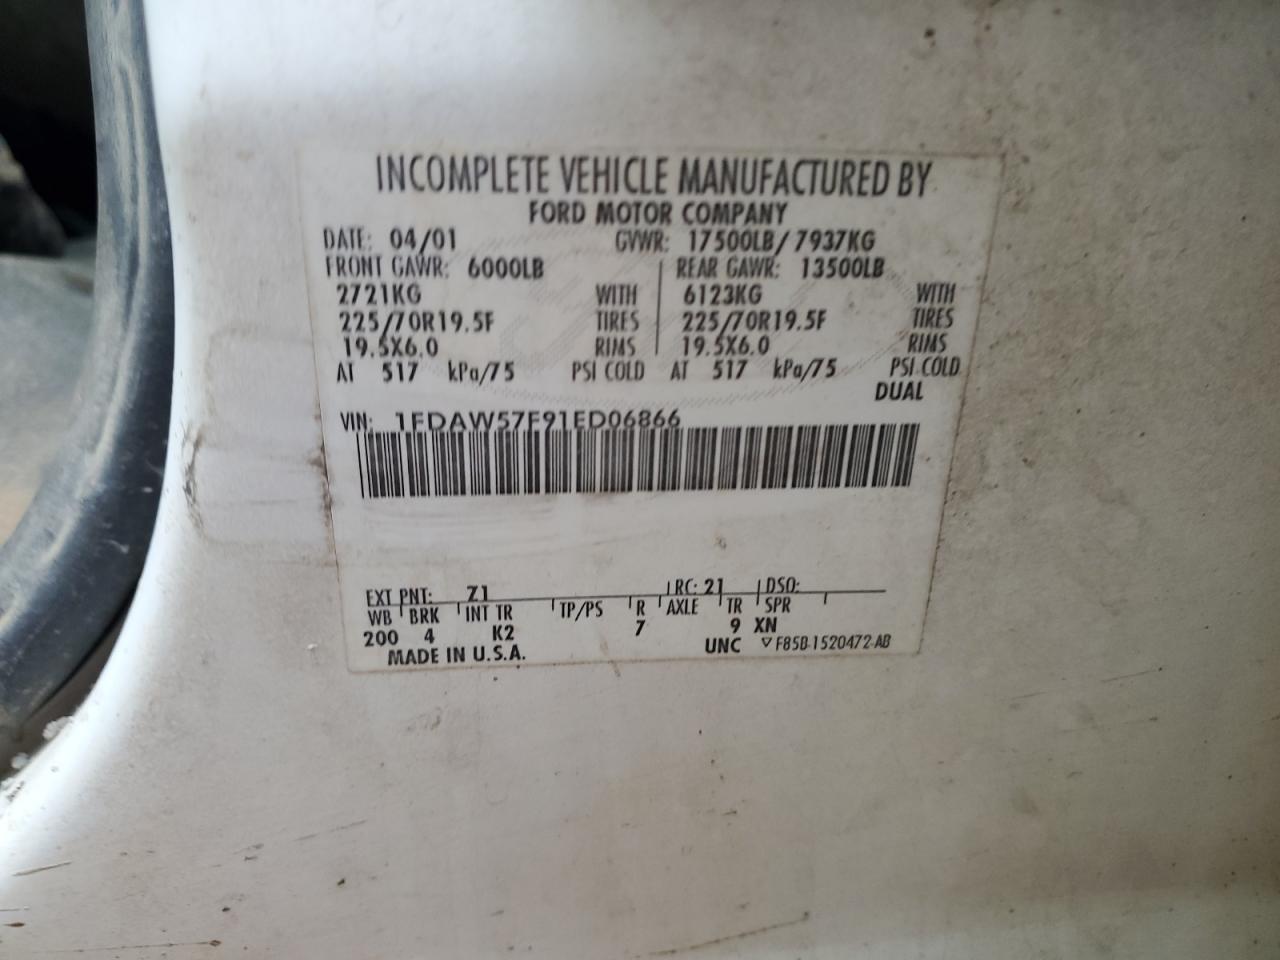 INCOMPLETE VEHICLE MANUFACTURED BY
FORD MOTOR COMPANY
DATE: 04/01 GVWR: 17500LB/7937KG
FRONT GAWR: 6000LB REAR GAWR: 13500LB
2721KG WITH 6123KG WITH
225/70R19.5F TIRES 225/70R19.5F TIRES
19.5X6.0 RIMS 19.5X6.0 RIMS
AT 517 kPa/75 PSI COLD AT 517 kPa/75 PSI COLD
DUAL
VIN: 1FDAW57F91ED06866
EXT PNT: Z1 RC: 21 DSO:
WB BRK INT TR TP/PS R AXLE TR SPR
200 4 K2 7 9 XN
MADE IN U.S.A. UNC ▽ F85B-1520472-AB